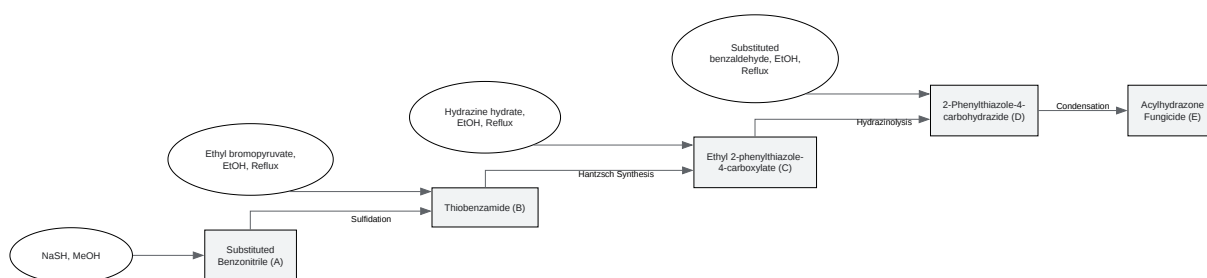 NaSH, MeOH
Substituted
Benzonitrile (A)
Sulfidation
Ethyl bromopyruvate,
EtOH, Reflux
Thiobenzamide (B)
Hantzsch Synthesis
Hydrazine hydrate,
EtOH, Reflux
Ethyl 2-phenylthiazole-
4-carboxylate (C)
Hydrazinolysis
Substituted
benzaldehyde, EtOH,
Reflux
2-Phenylthiazole-4-
carbohydrazide (D)
Condensation
Acylhydrazone
Fungicide (E)